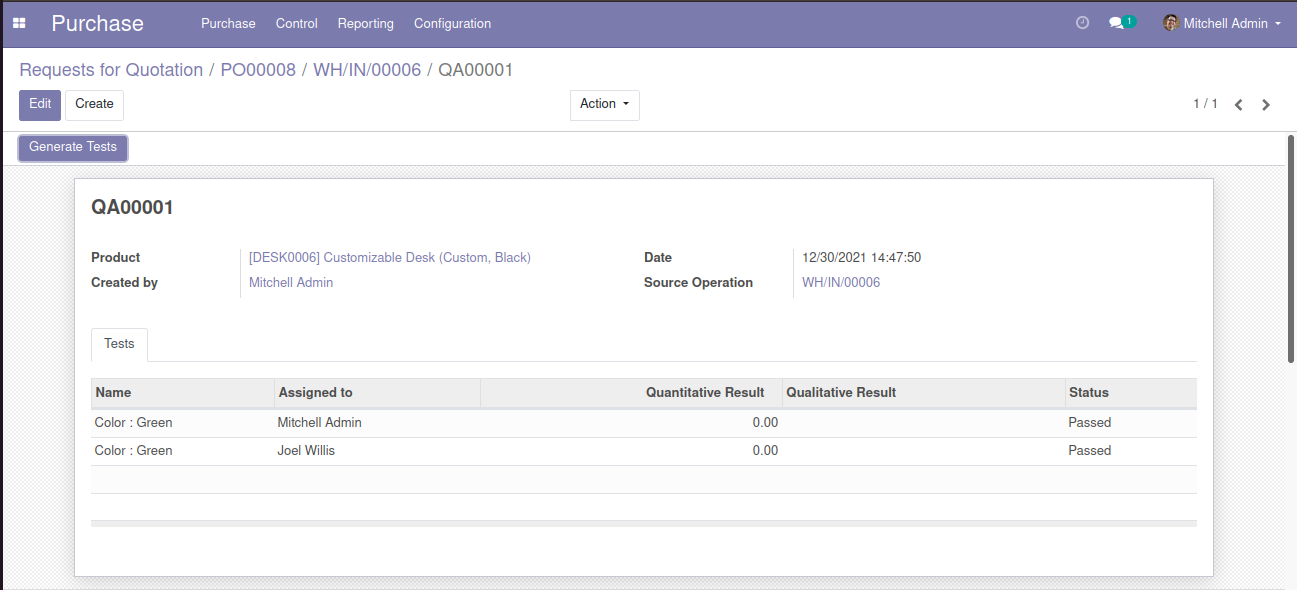 Purchase Purchase Control Reporting Configuration 1 Mitchell Admin
Requests for Quotation / PO00008 / WH/IN/00006 / QA00001
Edit Create Action 1 / 1
Generate Tests
QA00001
Product [DESK0006] Customizable Desk (Custom, Black) Date 12/30/2021 14:47:50
Created by Mitchell Admin Source Operation WH/IN/00006
Tests
Name Assigned to Quantitative Result Qualitative Result Status
Color : Green Mitchell Admin 0.00 Passed
Color : Green Joel Willis 0.00 Passed